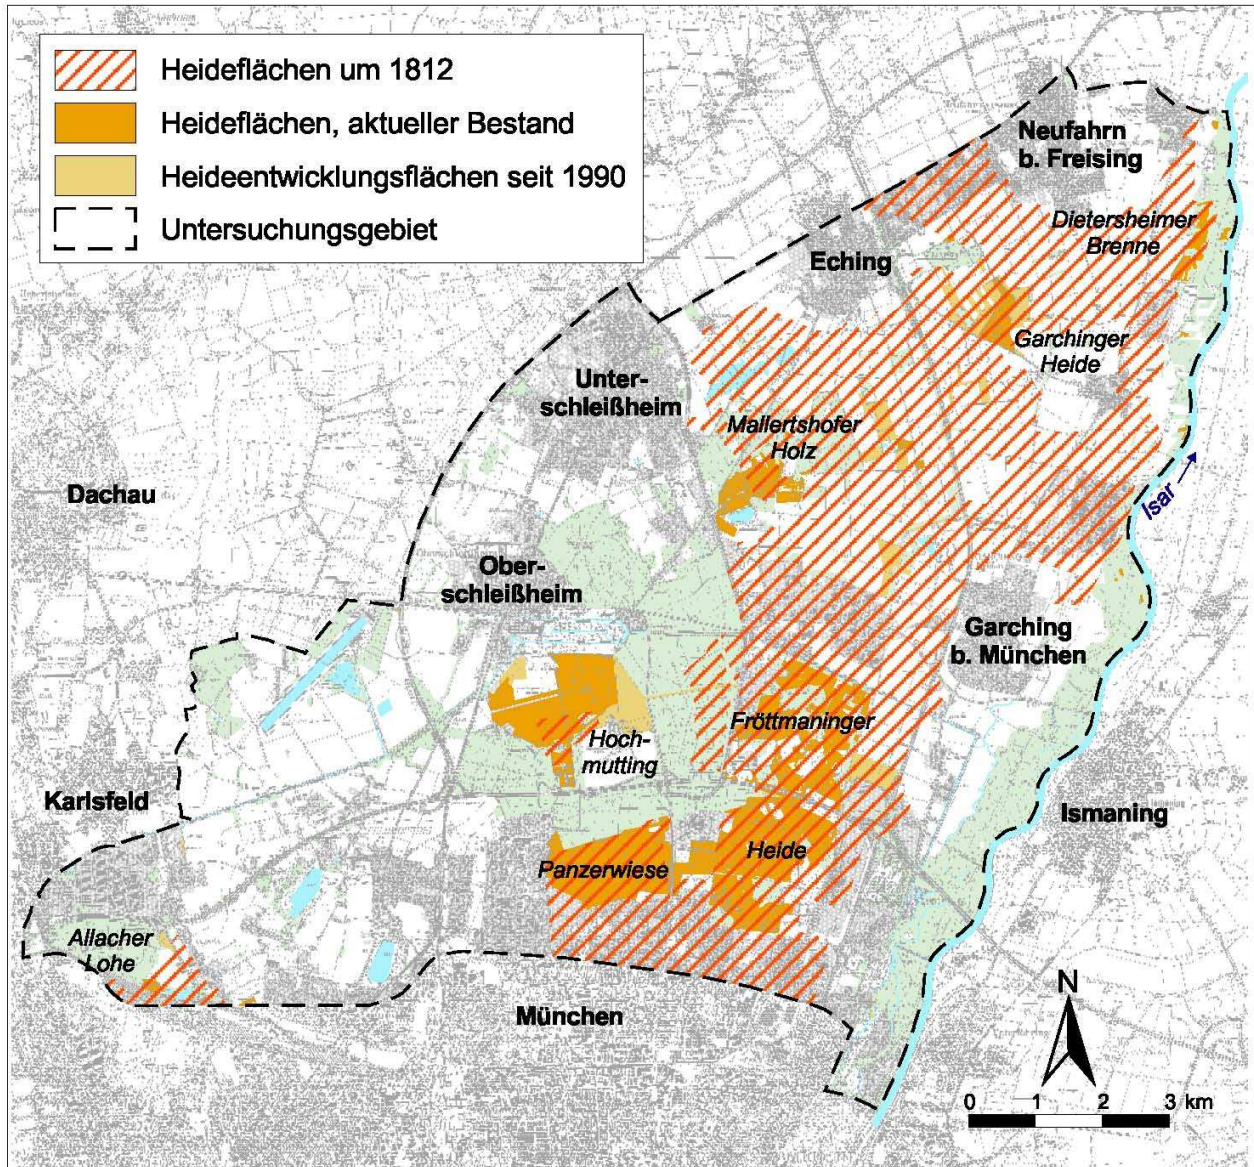 Heideflächen um 1812
Heideflächen, aktueller Bestand
Heideentwicklungsflächen seit 1990
Untersuchungsgebiet
Neufahrn
b. Freising
Dietersheimer
Brenne
Eching
Garchinger
Heide
Unter-
schleißheim
Mallertshofer
Holz
Dachau
Isar
Ober-
schleißheim
Garching
b. München
Fröttmaninger
Hoch-
mutting
Karlsfeld
Ismaning
Heide
Panzerwiese
Allacher
Lohe
München
N
0 1 2 3 km